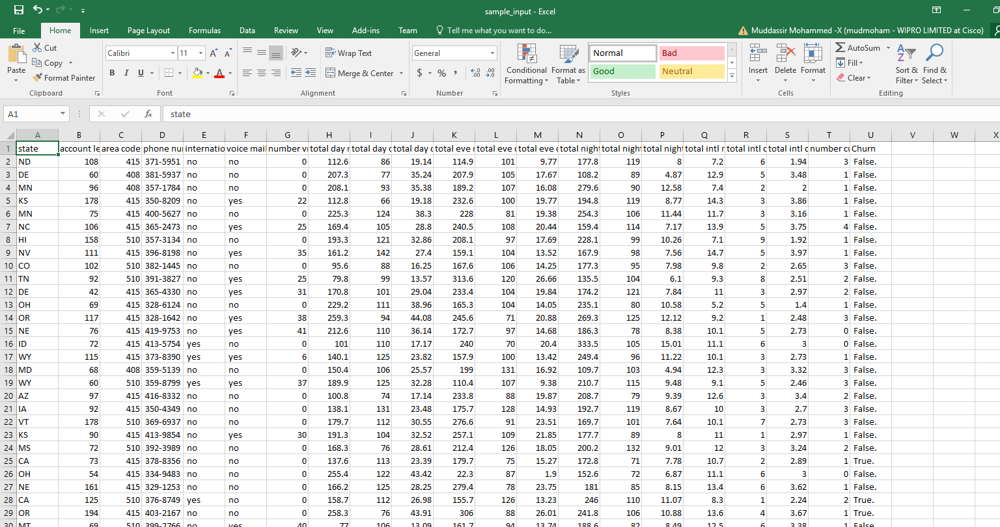 sample_input - Excel
File Home Insert Page Layout Formulas Data Review View Add-ins Team Tell me what you want to do... Muddassir Mohammed -X (mudmoham - WIPRO LIMITED at Cisco)
Paste Cut Copy Format Painter Clipboard
Calibri 11 B I U A A A Font
Wrap Text Merge & Center Alignment
General $ % , .0 .00 .00 .0 Number
Conditional Formatting Format as Table Normal Bad Good Neutral Styles
Insert Delete Format Cells
AutoSum Fill Clear Sort & Filter Find & Select Editing
A1 fx state
A B C D E F G H I J K L M N O P Q R S T U V W X
1 state account le area code phone nu internatio voice mail number v total day total day total day total eve total eve total eve total night total night total night total intl total intl total intl number cu Churn
2 ND 108 415 371-5951 no no 0 112.6 86 19.14 114.9 101 9.77 177.8 119 8 7.2 6 1.94 3 False.
3 DE 60 408 381-5937 no no 0 207.3 77 35.24 207.9 105 17.67 108.2 89 4.87 12.9 5 3.48 1 False.
4 MN 96 408 357-1784 no no 0 208.1 93 35.38 189.2 107 16.08 279.6 90 12.58 7.4 2 2 1 False.
5 KS 178 415 350-8209 no yes 22 112.8 66 19.18 232.6 100 19.77 194.8 119 8.77 14.3 3 3.86 1 False.
6 MN 75 415 400-5627 no no 0 225.3 124 38.3 228 81 19.38 254.3 106 11.44 11.7 3 3.16 1 False.
7 NC 106 415 365-2473 no yes 25 169.4 105 28.8 240.5 108 20.44 159.4 114 7.17 13.9 5 3.75 4 False.
8 HI 158 510 357-3134 no no 0 193.3 121 32.86 208.1 97 17.69 228.1 99 10.26 7.1 9 1.92 1 False.
9 NV 111 415 396-8198 no yes 35 161.2 142 27.4 159.1 104 13.52 167.9 98 7.56 14.7 5 3.97 1 False.
10 CO 102 510 382-1445 no no 0 95.6 88 16.25 167.6 106 14.25 177.3 95 7.98 9.8 2 2.65 3 False.
11 TN 92 510 391-3827 no yes 25 79.8 99 13.57 313.6 120 26.66 135.5 104 6.1 9.3 8 2.51 2 False.
12 DE 42 415 365-4330 no yes 31 170.8 101 29.04 233.4 104 19.84 174.2 121 7.84 11 3 2.97 2 False.
13 OH 69 415 328-6124 no no 0 229.2 111 38.96 165.3 104 14.05 235.1 80 10.58 5.2 5 1.4 1 False.
14 OR 117 415 328-1642 no yes 38 259.3 94 44.08 245.6 71 20.88 269.3 125 12.12 9.2 1 2.48 3 False.
15 NE 76 415 419-9753 no yes 41 212.6 110 36.14 172.7 97 14.68 186.3 78 8.38 10.1 5 2.73 0 False.
16 ID 72 415 413-5754 yes no 0 101 110 17.17 240 70 20.4 333.5 105 15.01 11.1 6 3 0 False.
17 WY 115 415 373-8390 yes yes 6 140.1 125 23.82 157.9 100 13.42 249.4 96 11.22 10.1 3 2.73 1 False.
18 MD 68 408 359-5139 no no 0 150.4 106 25.57 199 131 16.92 109.7 103 4.94 12.3 3 3.32 3 False.
19 WY 60 510 359-8799 yes yes 37 189.9 125 32.28 110.4 107 9.38 210.7 115 9.48 9.1 5 2.46 3 False.
20 AZ 97 415 416-8332 no no 0 100.8 74 17.14 233.8 88 19.87 208.7 79 9.39 12.6 3 3.4 2 False.
21 IA 92 415 350-4349 no no 0 138.1 131 23.48 175.7 128 14.93 192.7 119 8.67 10 3 2.7 3 False.
22 VT 178 510 369-6937 no no 0 179.7 112 30.55 276.6 91 23.51 169.7 101 7.64 10.1 7 2.73 3 False.
23 KS 90 415 413-9854 no yes 30 191.3 104 32.52 257.1 109 21.85 177.7 89 8 11 1 2.97 1 False.
24 MS 72 510 392-3989 no no 0 168.3 76 28.61 212.4 126 18.05 200.2 132 9.01 12 3 3.24 2 False.
25 CA 73 415 378-8356 no no 0 137.6 113 23.39 179.7 75 15.27 172.8 71 7.78 10.7 2 2.89 1 True.
26 OH 54 415 334-9483 no no 0 255.4 122 43.42 22.3 87 1.9 152.6 72 6.87 11.1 6 3 0 False.
27 NE 161 415 329-1253 no no 0 166.2 125 28.25 279.4 78 23.75 181 85 8.15 13.4 6 3.62 1 False.
28 CA 125 510 376-8749 yes no 0 158.7 112 26.98 155.7 126 13.23 246 110 11.07 8.3 1 2.24 2 True.
29 OR 194 415 403-2167 no no 0 258.3 76 43.91 306 88 26.01 241.8 106 10.88 13.6 4 3.67 1 True.
30 MT 69 510 399-2766 no yes 40 77 106 13.09 161.7 94 13.74 188.6 82 8.49 12.5 6 3.38 1 False.